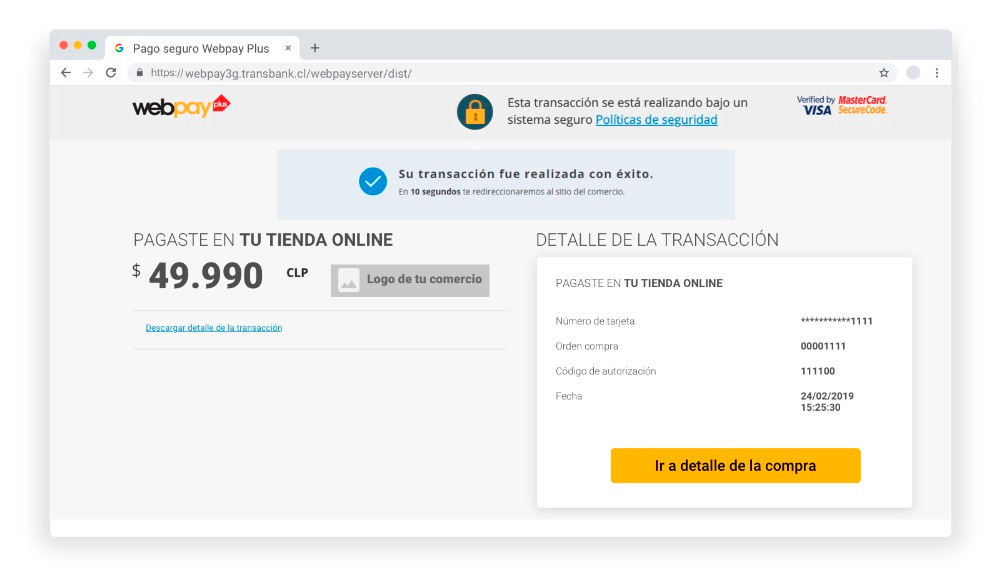 Pago seguro Webpay Plus
https://webpay3g.transbank.cl/webpayserver/dist/
webpay plus
Esta transacción se está realizando bajo un
sistema seguro Políticas de seguridad
Verified by VISA
MasterCard. SecureCode.
Su transacción fue realizada con éxito.
En 10 segundos te redireccionaremos al sitio del comercio.
PAGASTE EN TU TIENDA ONLINE
$ 49.990 CLP
Logo de tu comercio
Descargar detalle de la transacción
DETALLE DE LA TRANSACCIÓN
PAGASTE EN TU TIENDA ONLINE
Número de tarjeta ***********1111
Orden compra 00001111
Código de autorización 111100
Fecha 24/02/2019
15:25:30
Ir a detalle de la compra